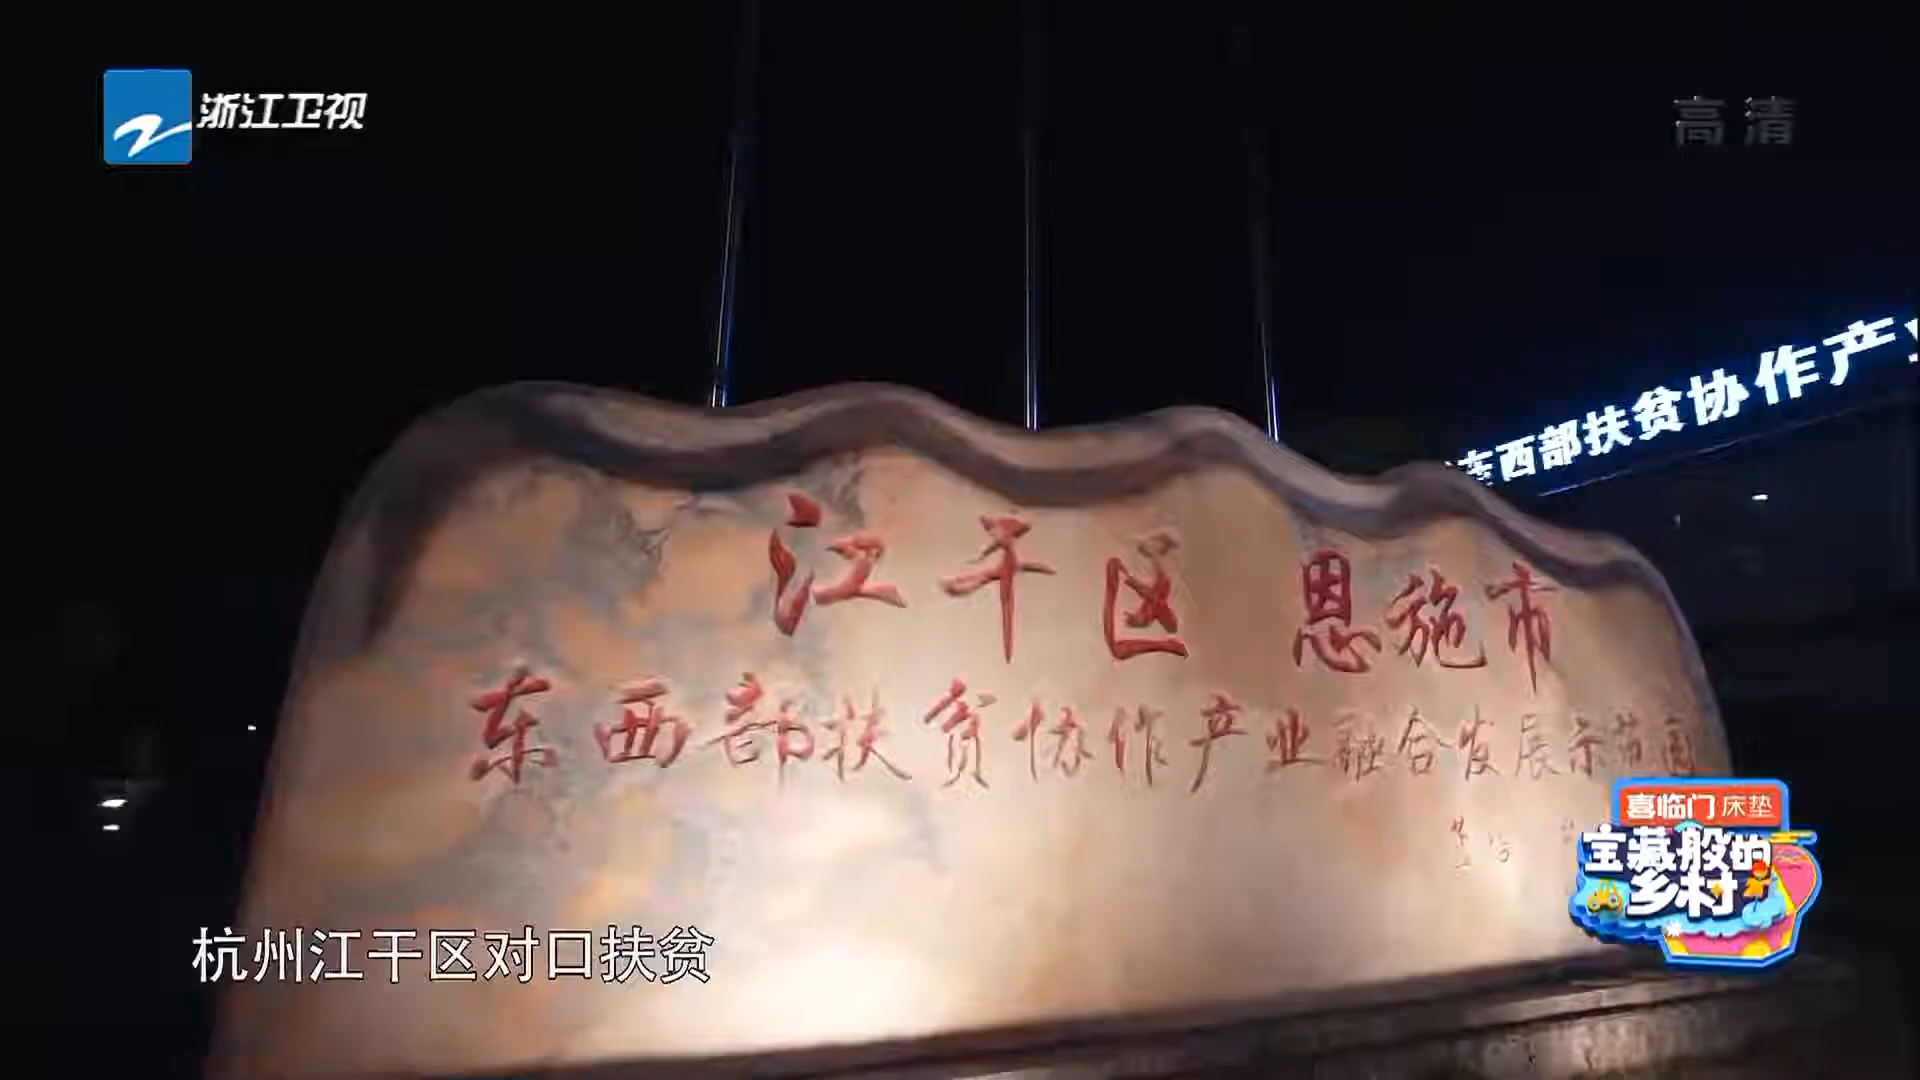 浙江卫视
高清
东西部扶贫协作产
江干区 恩施市
东西部扶贫协作产业融合发展示范园
喜临门床垫
宝藏般的
乡村
杭州江干区对口扶贫